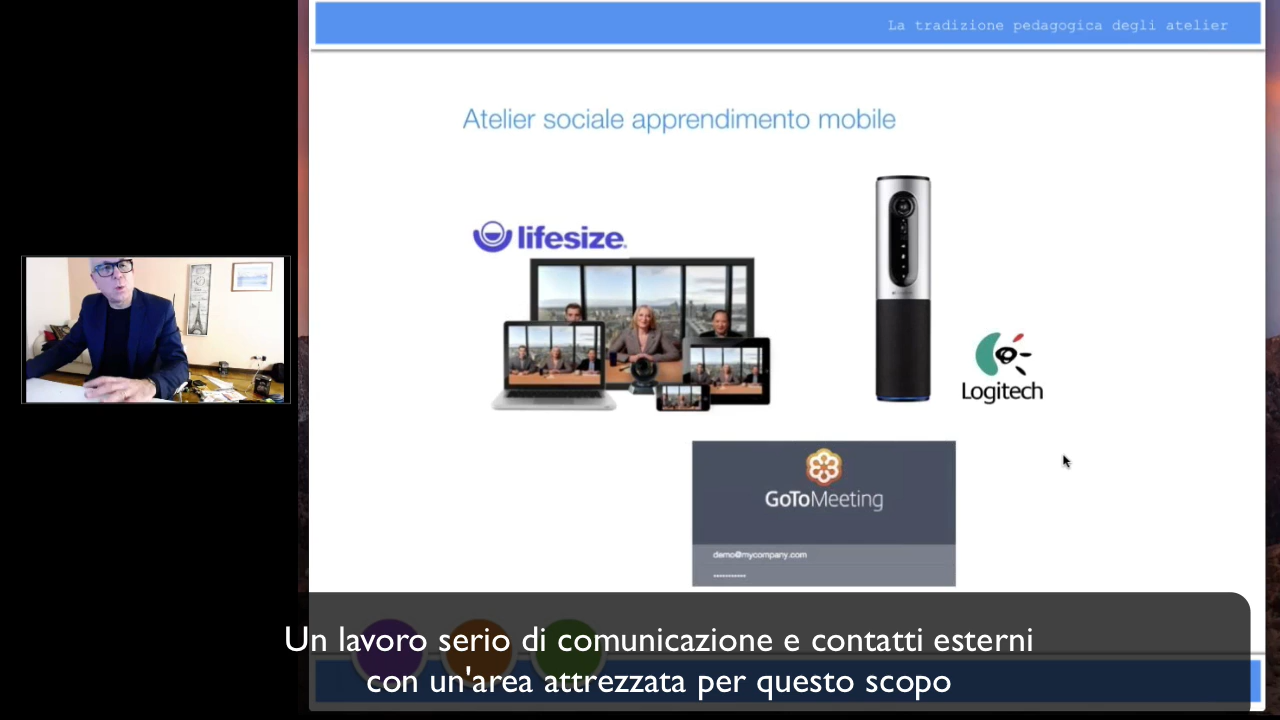 La tradizione pedagogica degli atelier
Atelier sociale apprendimento mobile
lifesize
Logitech
GoToMeeting
demo@mycompany.com
Un lavoro serio di comunicazione e contatti esterni
con un'area attrezzata per questo scopo